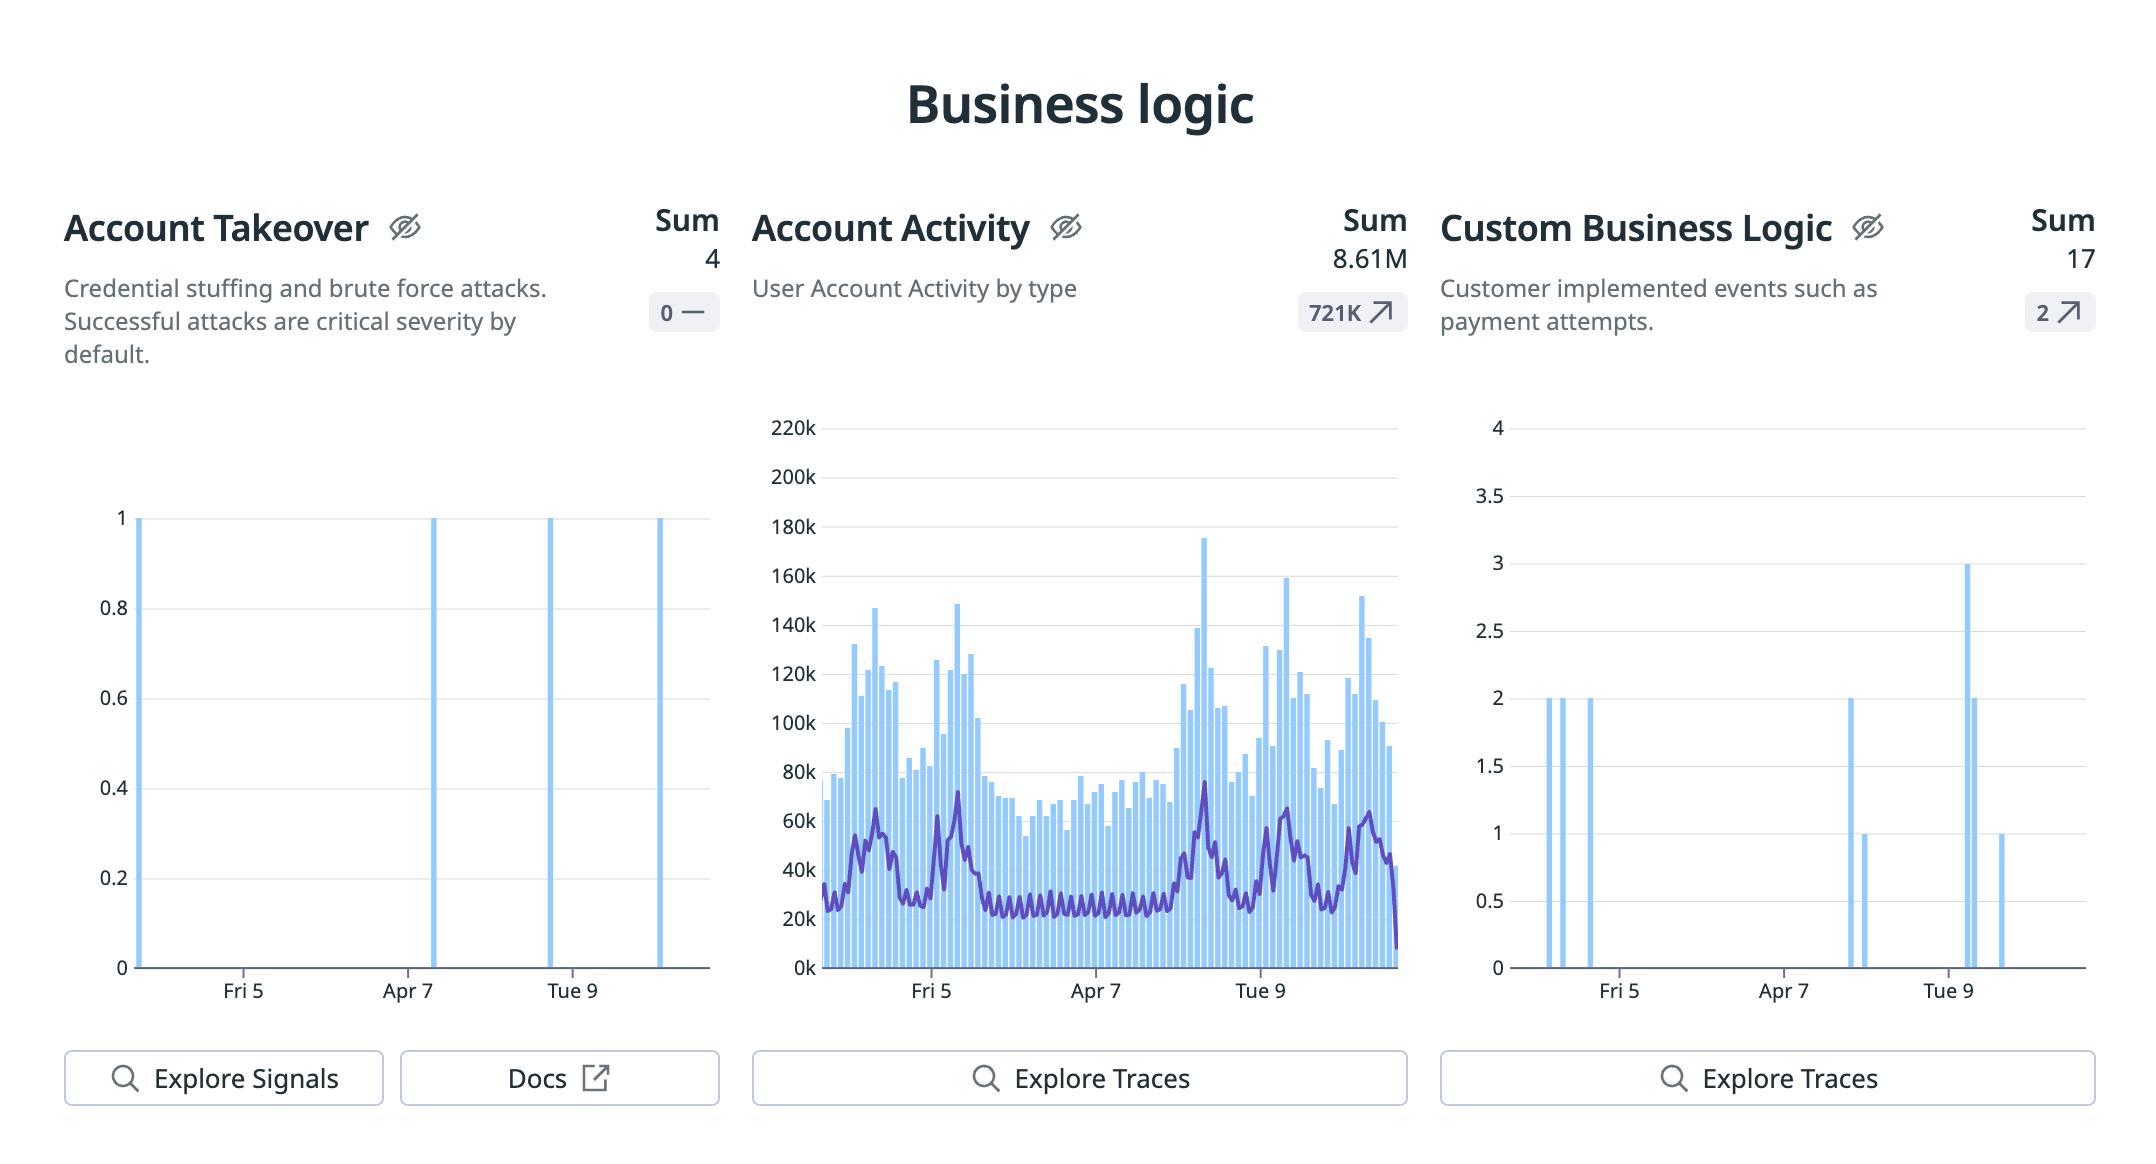 Business logic
Account Takeover
Sum
4
Credential stuffing and brute force attacks.
Successful attacks are critical severity by
default.
0
1
0.8
0.6
0.4
0.2
0
Fri 5
Apr 7
Tue 9
Explore Signals
Docs
Account Activity
Sum
8.61M
User Account Activity by type
721K
220k
200k
180k
160k
140k
120k
100k
80k
60k
40k
20k
0k
Fri 5
Apr 7
Tue 9
Explore Traces
Custom Business Logic
Sum
17
Customer implemented events such as
payment attempts.
2
4
3.5
3
2.5
2
1.5
1
0.5
0
Fri 5
Apr 7
Tue 9
Explore Traces